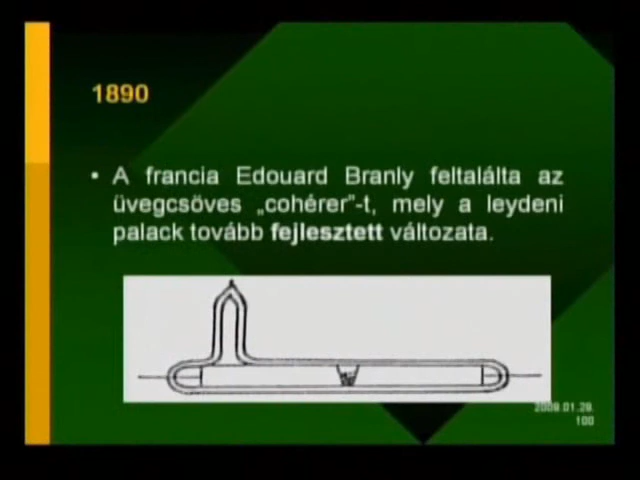 1890
• A francia Edouard Branly feltalálta az
üvegcsöves „cohérer”-t, mely a leydeni
palack tovább fejlesztett változata.
2009.01.28.
100